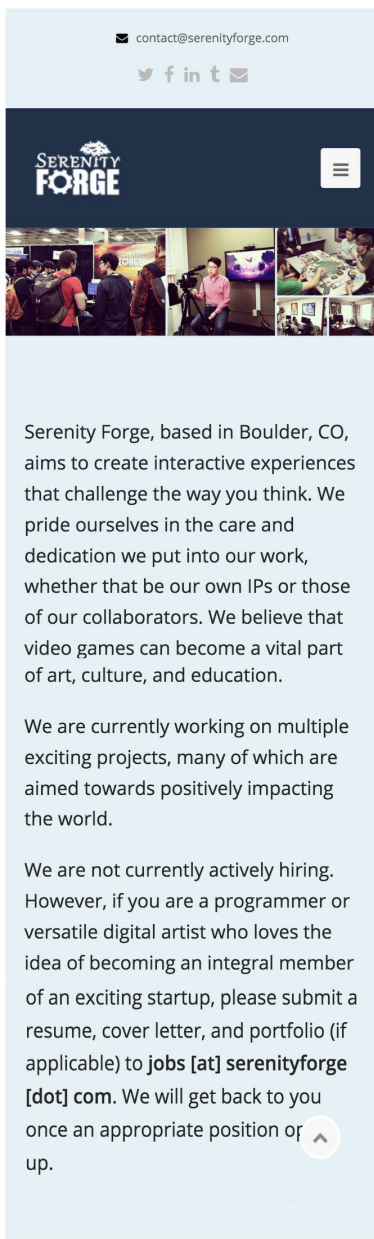 contact@serenityforge.com
SERENITY
FORGE
Serenity Forge, based in Boulder, CO,
aims to create interactive experiences
that challenge the way you think. We
pride ourselves in the care and
dedication we put into our work,
whether that be our own IPs or those
of our collaborators. We believe that
video games can become a vital part
of art, culture, and education.
We are currently working on multiple
exciting projects, many of which are
aimed towards positively impacting
the world.
We are not currently actively hiring.
However, if you are a programmer or
versatile digital artist who loves the
idea of becoming an integral member
of an exciting startup, please submit a
resume, cover letter, and portfolio (if
applicable) to jobs [at] serenityforge
[dot] com. We will get back to you
once an appropriate position
up.